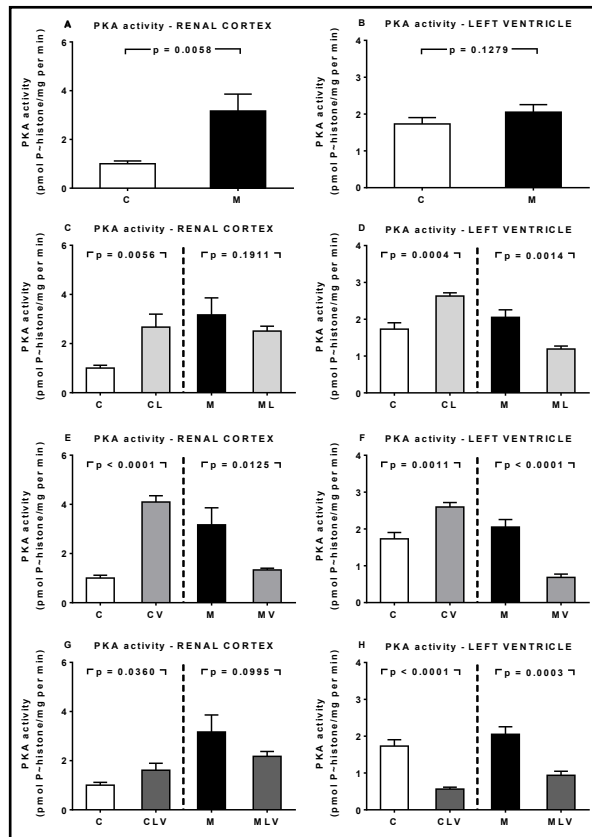 A PKA activity - RENAL CORTEX
p = 0.0058
PKA activity
(pmol P~histone/mg per min)
6
4
2
0
C M
B PKA activity - LEFT VENTRICLE
p = 0.1279
PKA activity
(pmol P~histone/mg per min)
4
3
2
1
0
C M
C PKA activity - RENAL CORTEX
p = 0.0056 p = 0.1911
PKA activity
(pmol P~histone/mg per min)
6
4
2
0
C CL M ML
D PKA activity - LEFT VENTRICLE
p = 0.0004 p = 0.0014
PKA activity
(pmol P~histone/mg per min)
4
3
2
1
0
C CL M ML
E PKA activity - RENAL CORTEX
p < 0.0001 p = 0.0125
PKA activity
(pmol P~histone/mg per min)
6
4
2
0
C CV M MV
F PKA activity - LEFT VENTRICLE
p = 0.0011 p < 0.0001
PKA activity
(pmol P~histone/mg per min)
4
3
2
1
0
C CV M MV
G PKA activity - RENAL CORTEX
p = 0.0360 p = 0.0995
PKA activity
(pmol P~histone/mg per min)
6
4
2
0
C CLV M MLV
H PKA activity - LEFT VENTRICLE
p < 0.0001 p = 0.0003
PKA activity
(pmol P~histone/mg per min)
4
3
2
1
0
C CLV M MLV